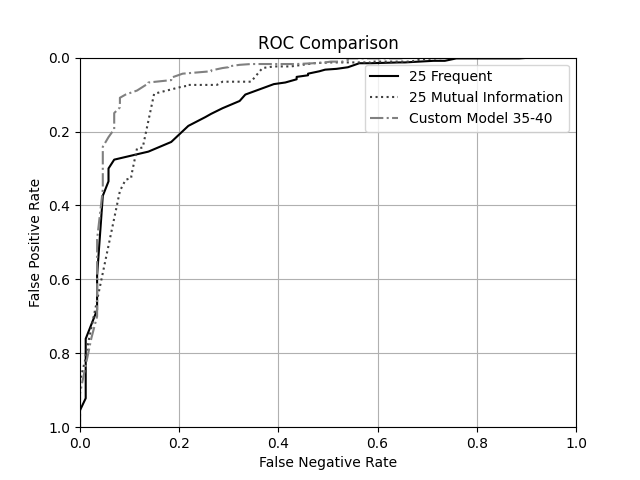 ROC Comparison
0.0
0.2
0.4
0.6
0.8
1.0
False Positive Rate
25 Frequent
25 Mutual Information
Custom Model 35-40
0.0 0.2 0.4 0.6 0.8 1.0
False Negative Rate